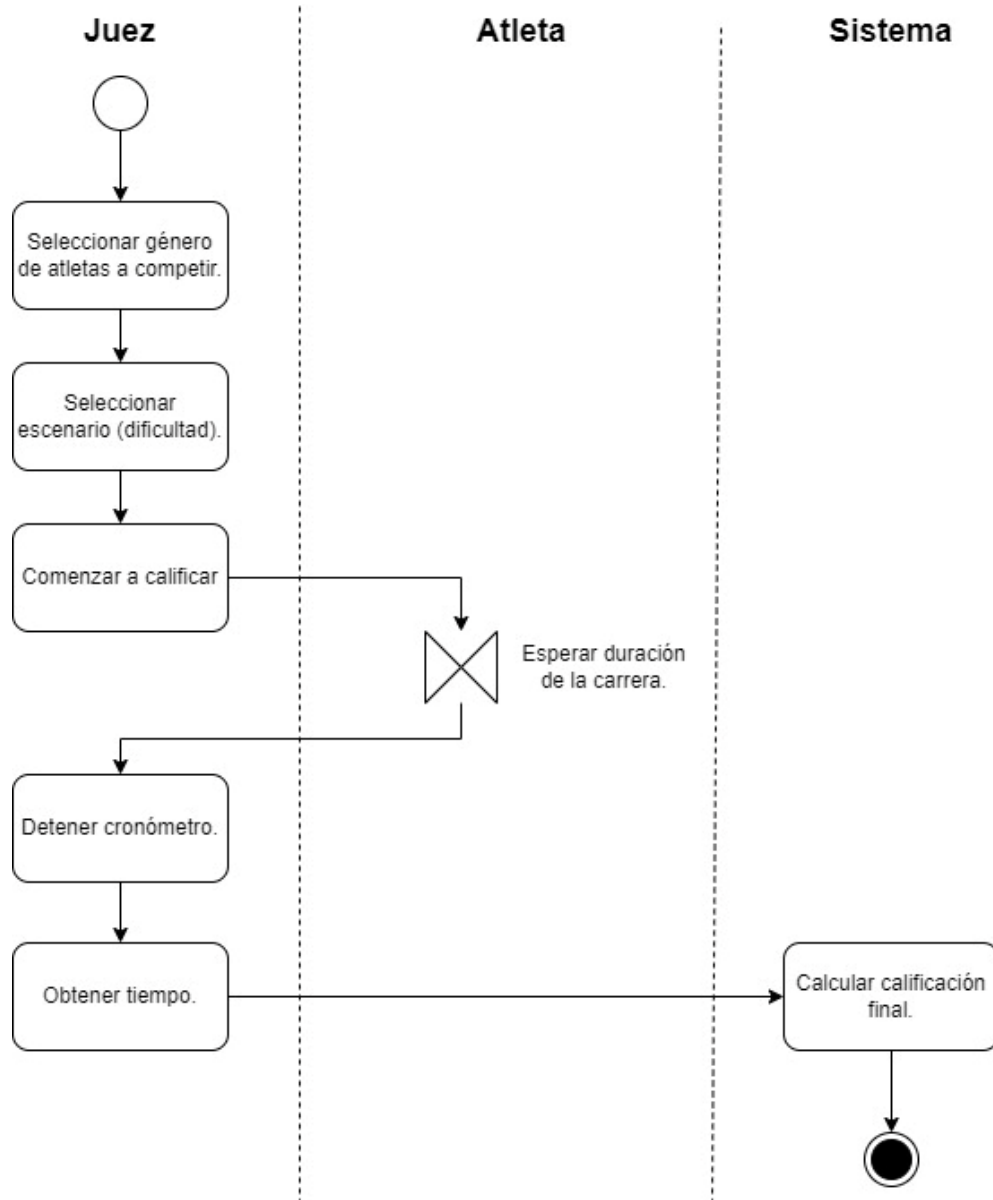 Juez
Atleta
Sistema
Seleccionar género
de atletas a competir.
Seleccionar
escenario (dificultad).
Comenzar a calificar
Esperar duración
de la carrera.
Detener cronómetro.
Obtener tiempo.
Calcular calificación
final.